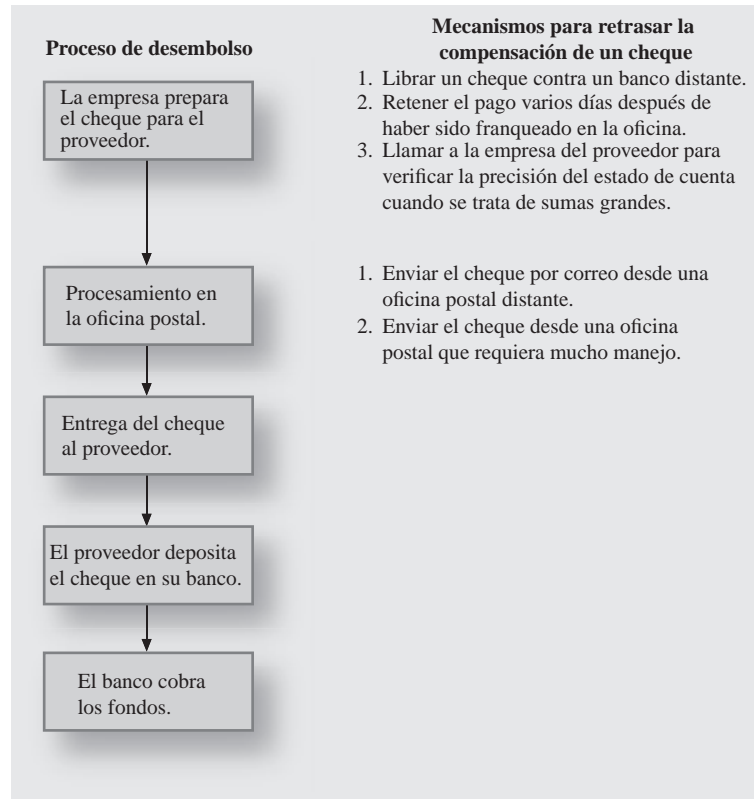 Proceso de desembolso
La empresa prepara
el cheque para el
proveedor.
Procesamiento en
la oficina postal.
Entrega del cheque
al proveedor.
El proveedor deposita
el cheque en su banco.
El banco cobra
los fondos.
Mecanismos para retrasar la
compensación de un cheque
1. Librar un cheque contra un banco distante.
2. Retener el pago varios días después de
haber sido franqueado en la oficina.
3. Llamar a la empresa del proveedor para
verificar la precisión del estado de cuenta
cuando se trata de sumas grandes.
1. Enviar el cheque por correo desde una
oficina postal distante.
2. Enviar el cheque desde una oficina
postal que requiera mucho manejo.